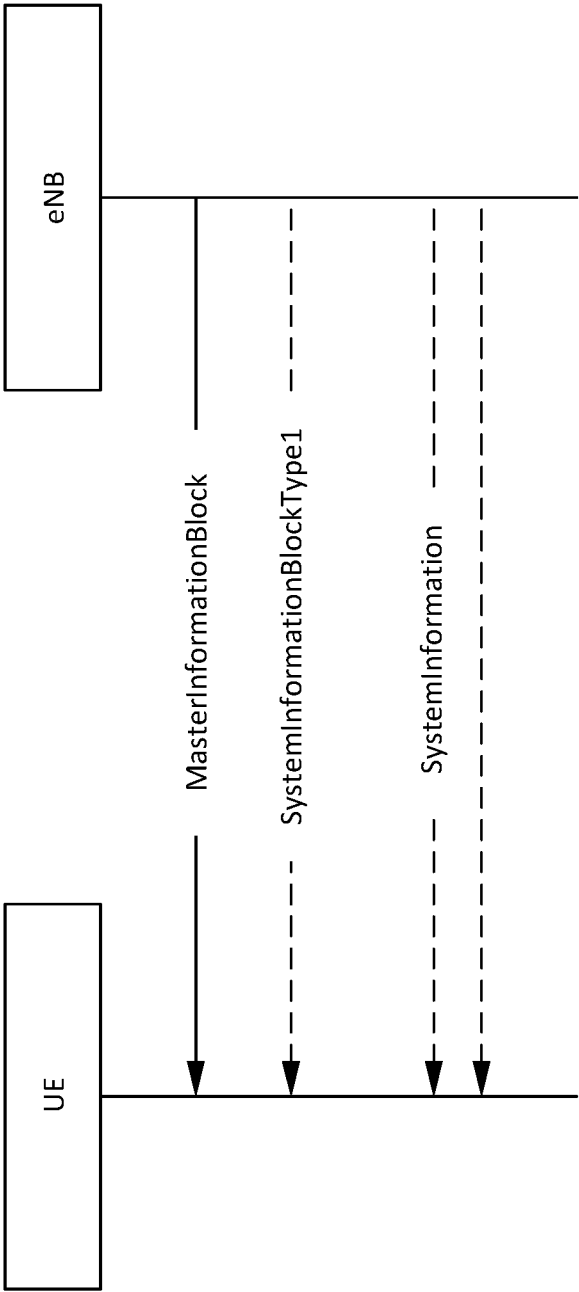 UE
eNB
MasterInformationBlock
SystemInformationBlockType1
SystemInformation